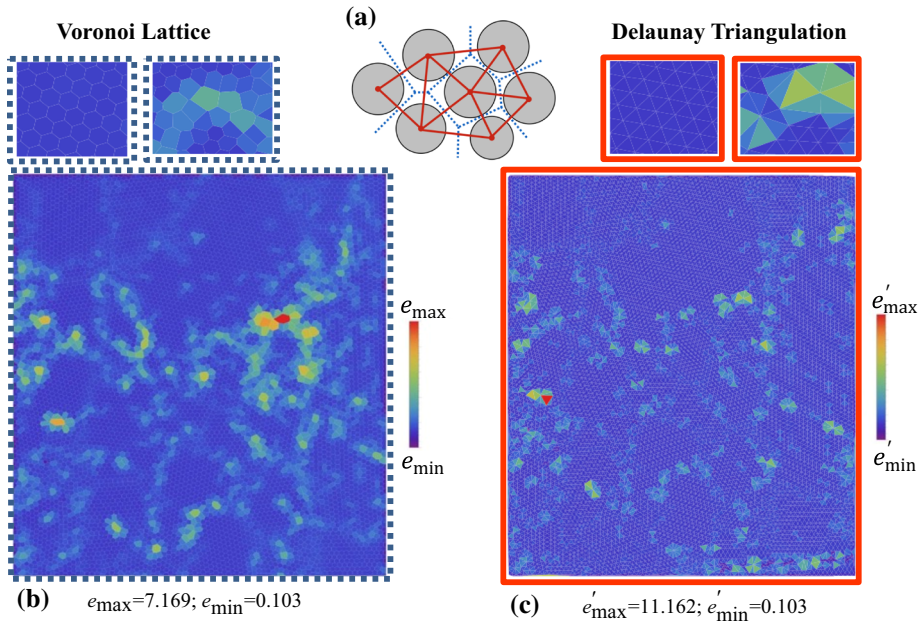 (a)
Voronoi Lattice
Delaunay Triangulation
e_max
e_min
e'_max
e'_min
(b) e_max=7.169; e_min=0.103
(c) e'_max=11.162; e'_min=0.103